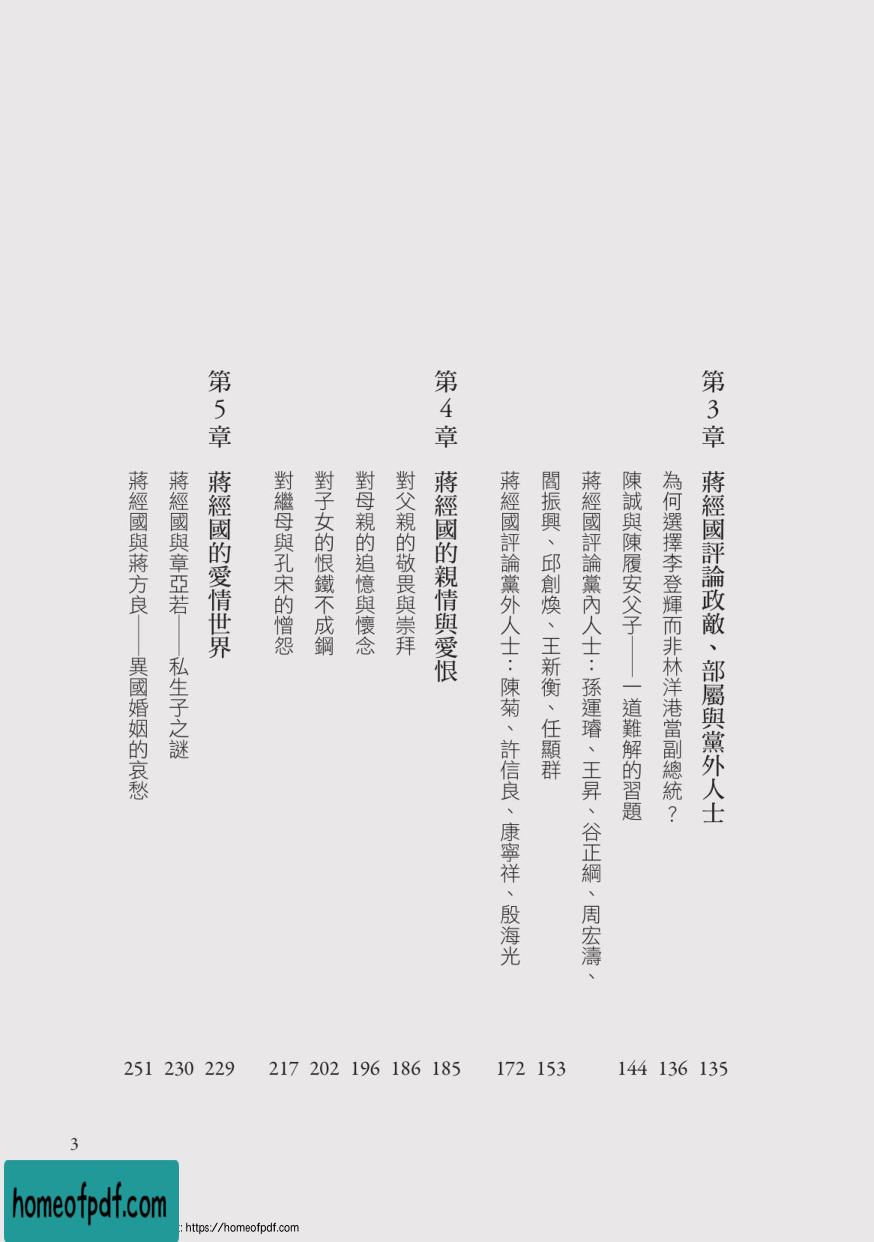 第3章 蔣經國評論政敵、部屬與黨外人士 135
為何選擇李登輝而非林洋港當副總統？ 136
陳誠與陳履安父子——一道難解的習題 144
蔣經國評論黨內人士：孫運璿、王昇、谷正綱、周宏濤、
閻振興、邱創煥、王新衡、任顯群 153
蔣經國評論黨外人士：陳菊、許信良、康寧祥、殷海光 172
第4章 蔣經國的親情與愛恨 185
對父親的敬畏與崇拜 186
對母親的追憶與懷念 196
對子女的恨鐵不成鋼 202
對繼母與孔宋的憎怨 217
第5章 蔣經國的愛情世界 229
蔣經國與章亞若——私生子之謎 230
蔣經國與蔣方良——異國婚姻的哀愁 251
3
homeofpdf.com
: https://homeofpdf.com